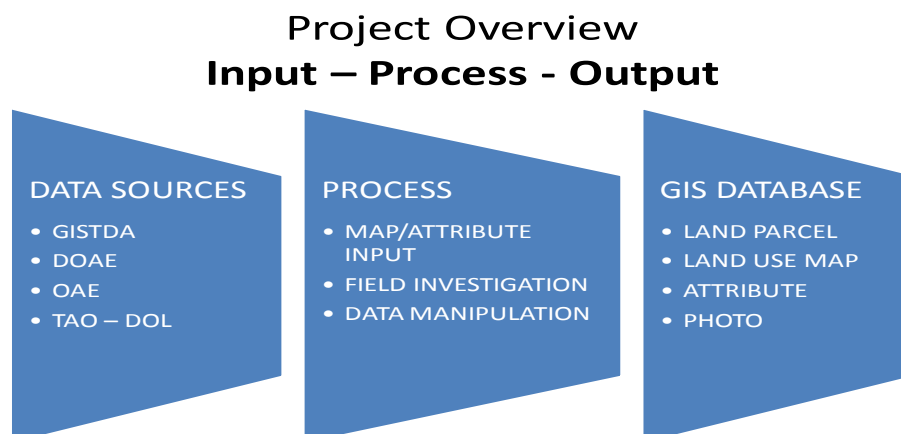 Project Overview
Input – Process - Output
DATA SOURCES
• GISTDA
• DOAE
• OAE
• TAO – DOL
PROCESS
• MAP/ATTRIBUTE
INPUT
• FIELD INVESTIGATION
• DATA MANIPULATION
GIS DATABASE
• LAND PARCEL
• LAND USE MAP
• ATTRIBUTE
• PHOTO